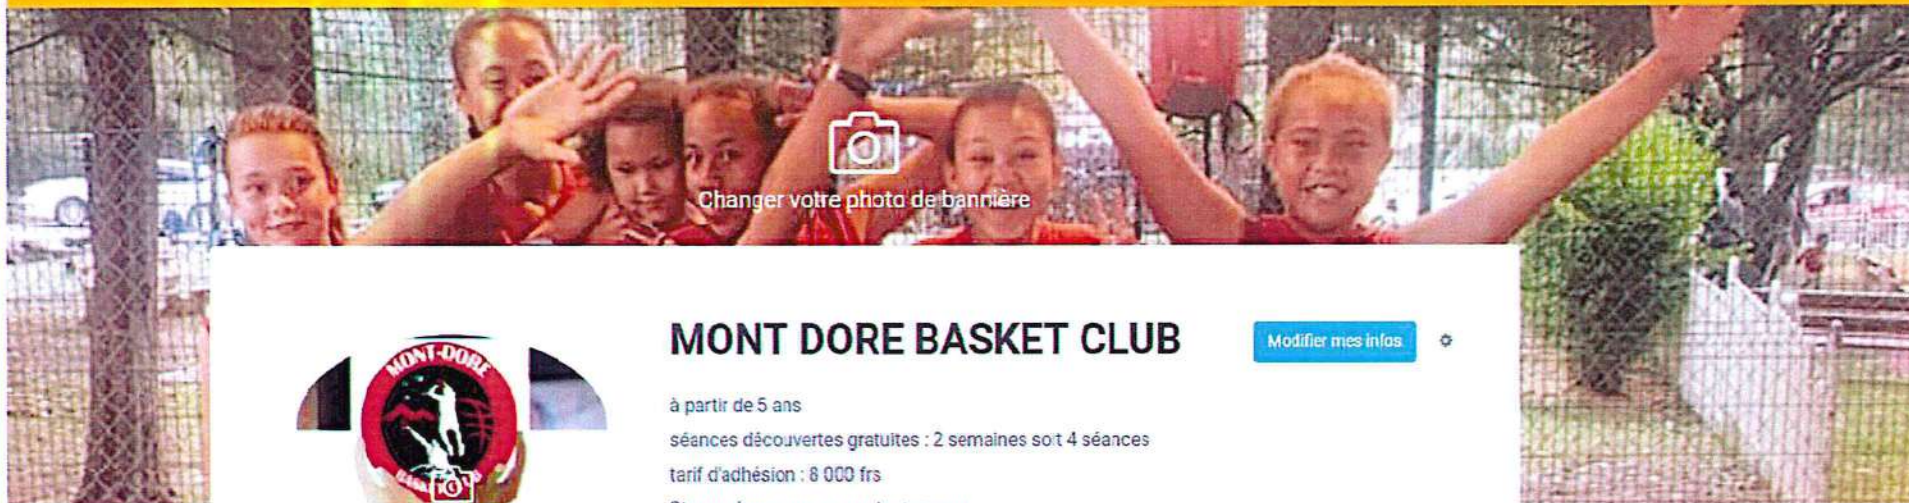 Changer votre photo de bannière
MONT DORE BASKET CLUB
Modifier mes infos
MONT-DORE
à partir de 5 ans
séances découvertes gratuites : 2 semaines soit 4 séances
tarif d'adhésion : 8 000 frs